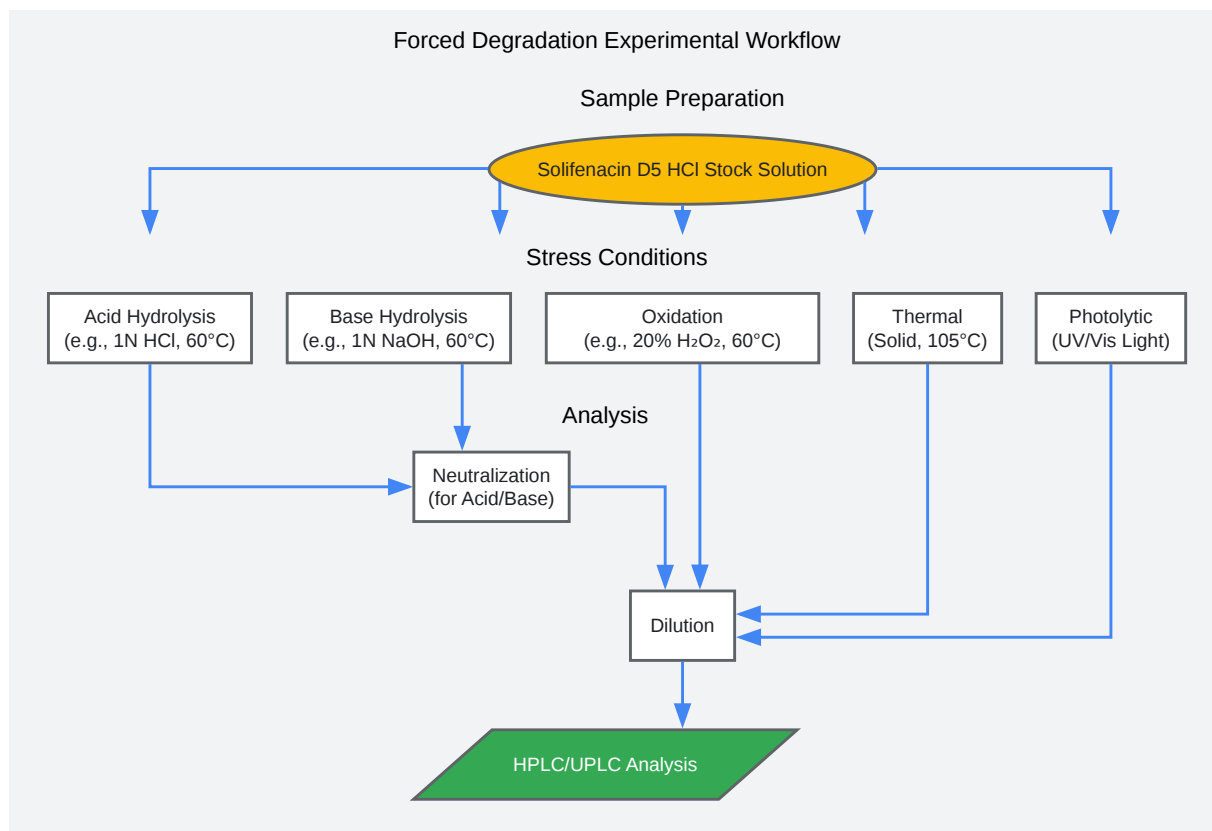 Forced Degradation Experimental Workflow
Sample Preparation
Solifenacin D5 HCl Stock Solution
Stress Conditions
Acid Hydrolysis
(e.g., 1N HCl, 60°C)
Base Hydrolysis
(e.g., 1N NaOH, 60°C)
Oxidation
(e.g., 20% H₂O₂, 60°C)
Thermal
(Solid, 105°C)
Photolytic
(UV/Vis Light)
Analysis
Neutralization
(for Acid/Base)
Dilution
HPLC/UPLC Analysis